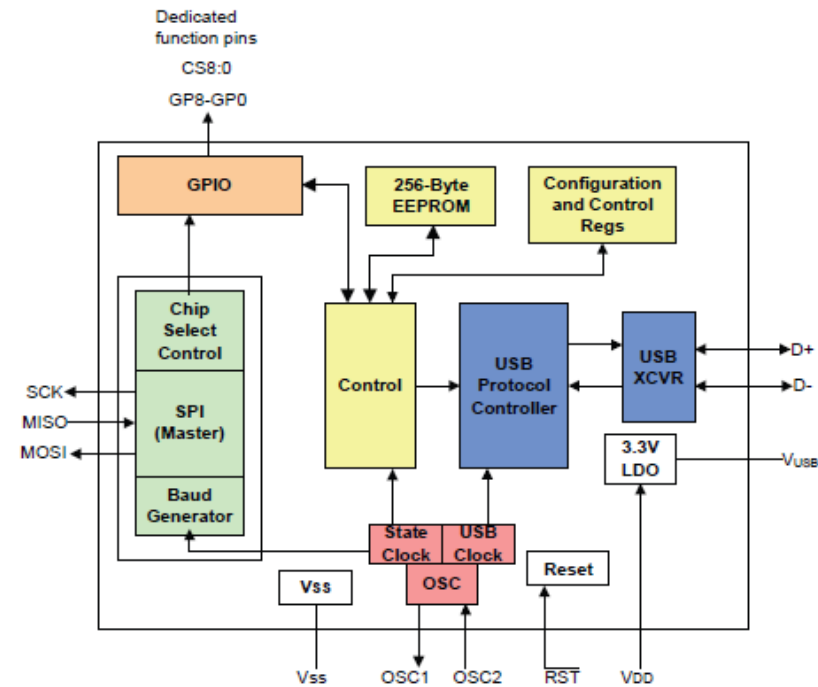 Dedicated
function pins
CS8:0
GP8-GP0
GPIO
256-Byte
EEPROM
Configuration
and Control
Regs
Chip
Select
Control
SPI
(Master)
Baud
Generator
SCK
MISO
MOSI
Control
USB
Protocol
Controller
USB
XCVR
D+
D-
3.3V
LDO
VUSB
State
Clock
USB
Clock
OSC
Vss
Reset
Vss
OSC1
OSC2
RST
VDD